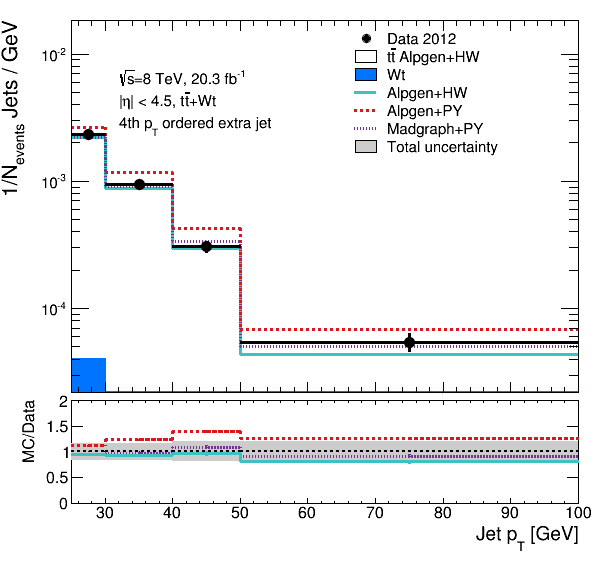 1/N_events Jets / GeV
10^-2
10^-3
10^-4
√s=8 TeV, 20.3 fb^-1
|η| < 4.5, tt̄+Wt
4th p_T ordered extra jet
Data 2012
tt̄ Alpgen+HW
Wt
Alpgen+HW
Alpgen+PY
Madgraph+PY
Total uncertainty
MC/Data
2
1.5
1
0.5
0
30 40 50 60 70 80 90 100
Jet p_T [GeV]